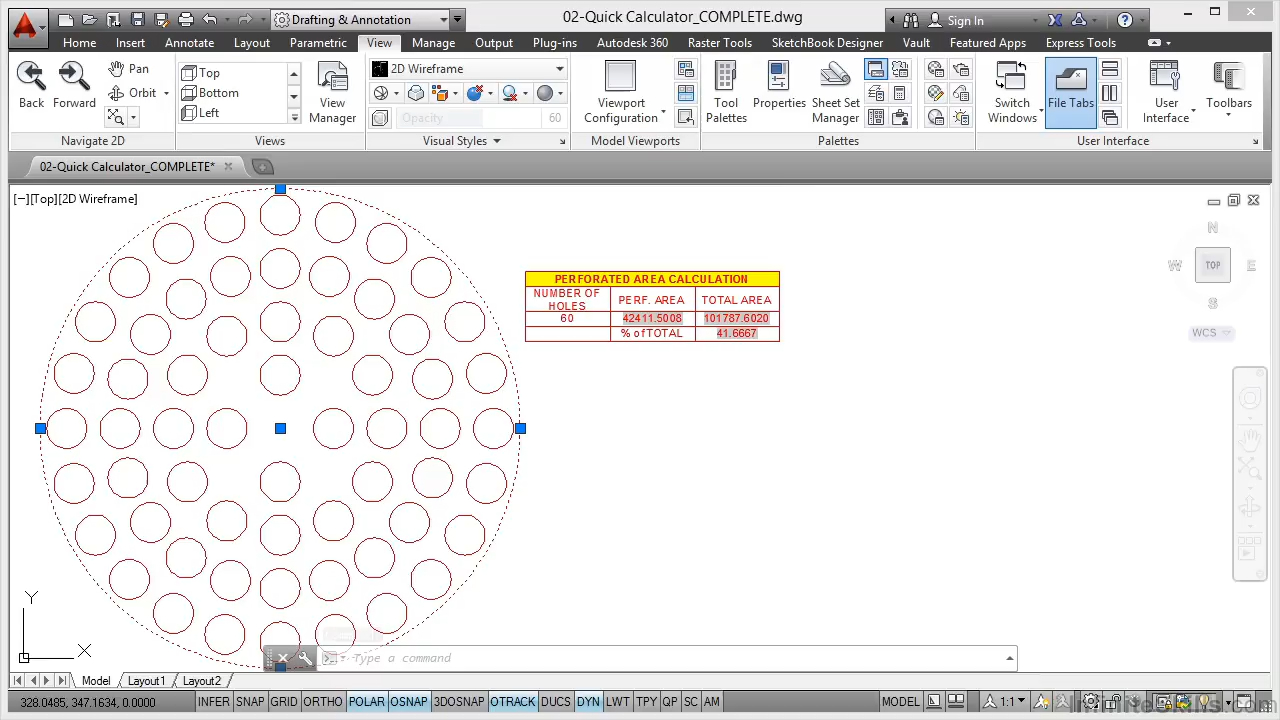 Drafting & Annotation
02-Quick Calculator_COMPLETE.dwg
Sign In
Home Insert Annotate Layout Parametric View Manage Output Plug-ins Autodesk 360 Raster Tools SketchBook Designer Vault Featured Apps Express Tools
Back Forward Pan Orbit
Top
Bottom
Left
View Manager
2D Wireframe
Opacity 60
Viewport Configuration
Tool Palettes
Properties
Sheet Set Manager
Switch Windows
File Tabs
User Interface
Toolbars
Navigate 2D Views Visual Styles Model Viewports Palettes User Interface
02-Quick Calculator_COMPLETE*
[−][Top][2D Wireframe]
N
W TOP E
S
WCS
PERFORATED AREA CALCULATION
NUMBER OF HOLES PERF. AREA TOTAL AREA
60 42411.5008 101787.6020
% of TOTAL 41.6667
Y
X
Type a command
Model Layout1 Layout2
328.0485, 347.1634, 0.0000 INFER SNAP GRID ORTHO POLAR OSNAP 3DOSNAP OTRACK DUCS DYN LWT TPY QP SC AM MODEL 1:1
InfiniteSkills.com